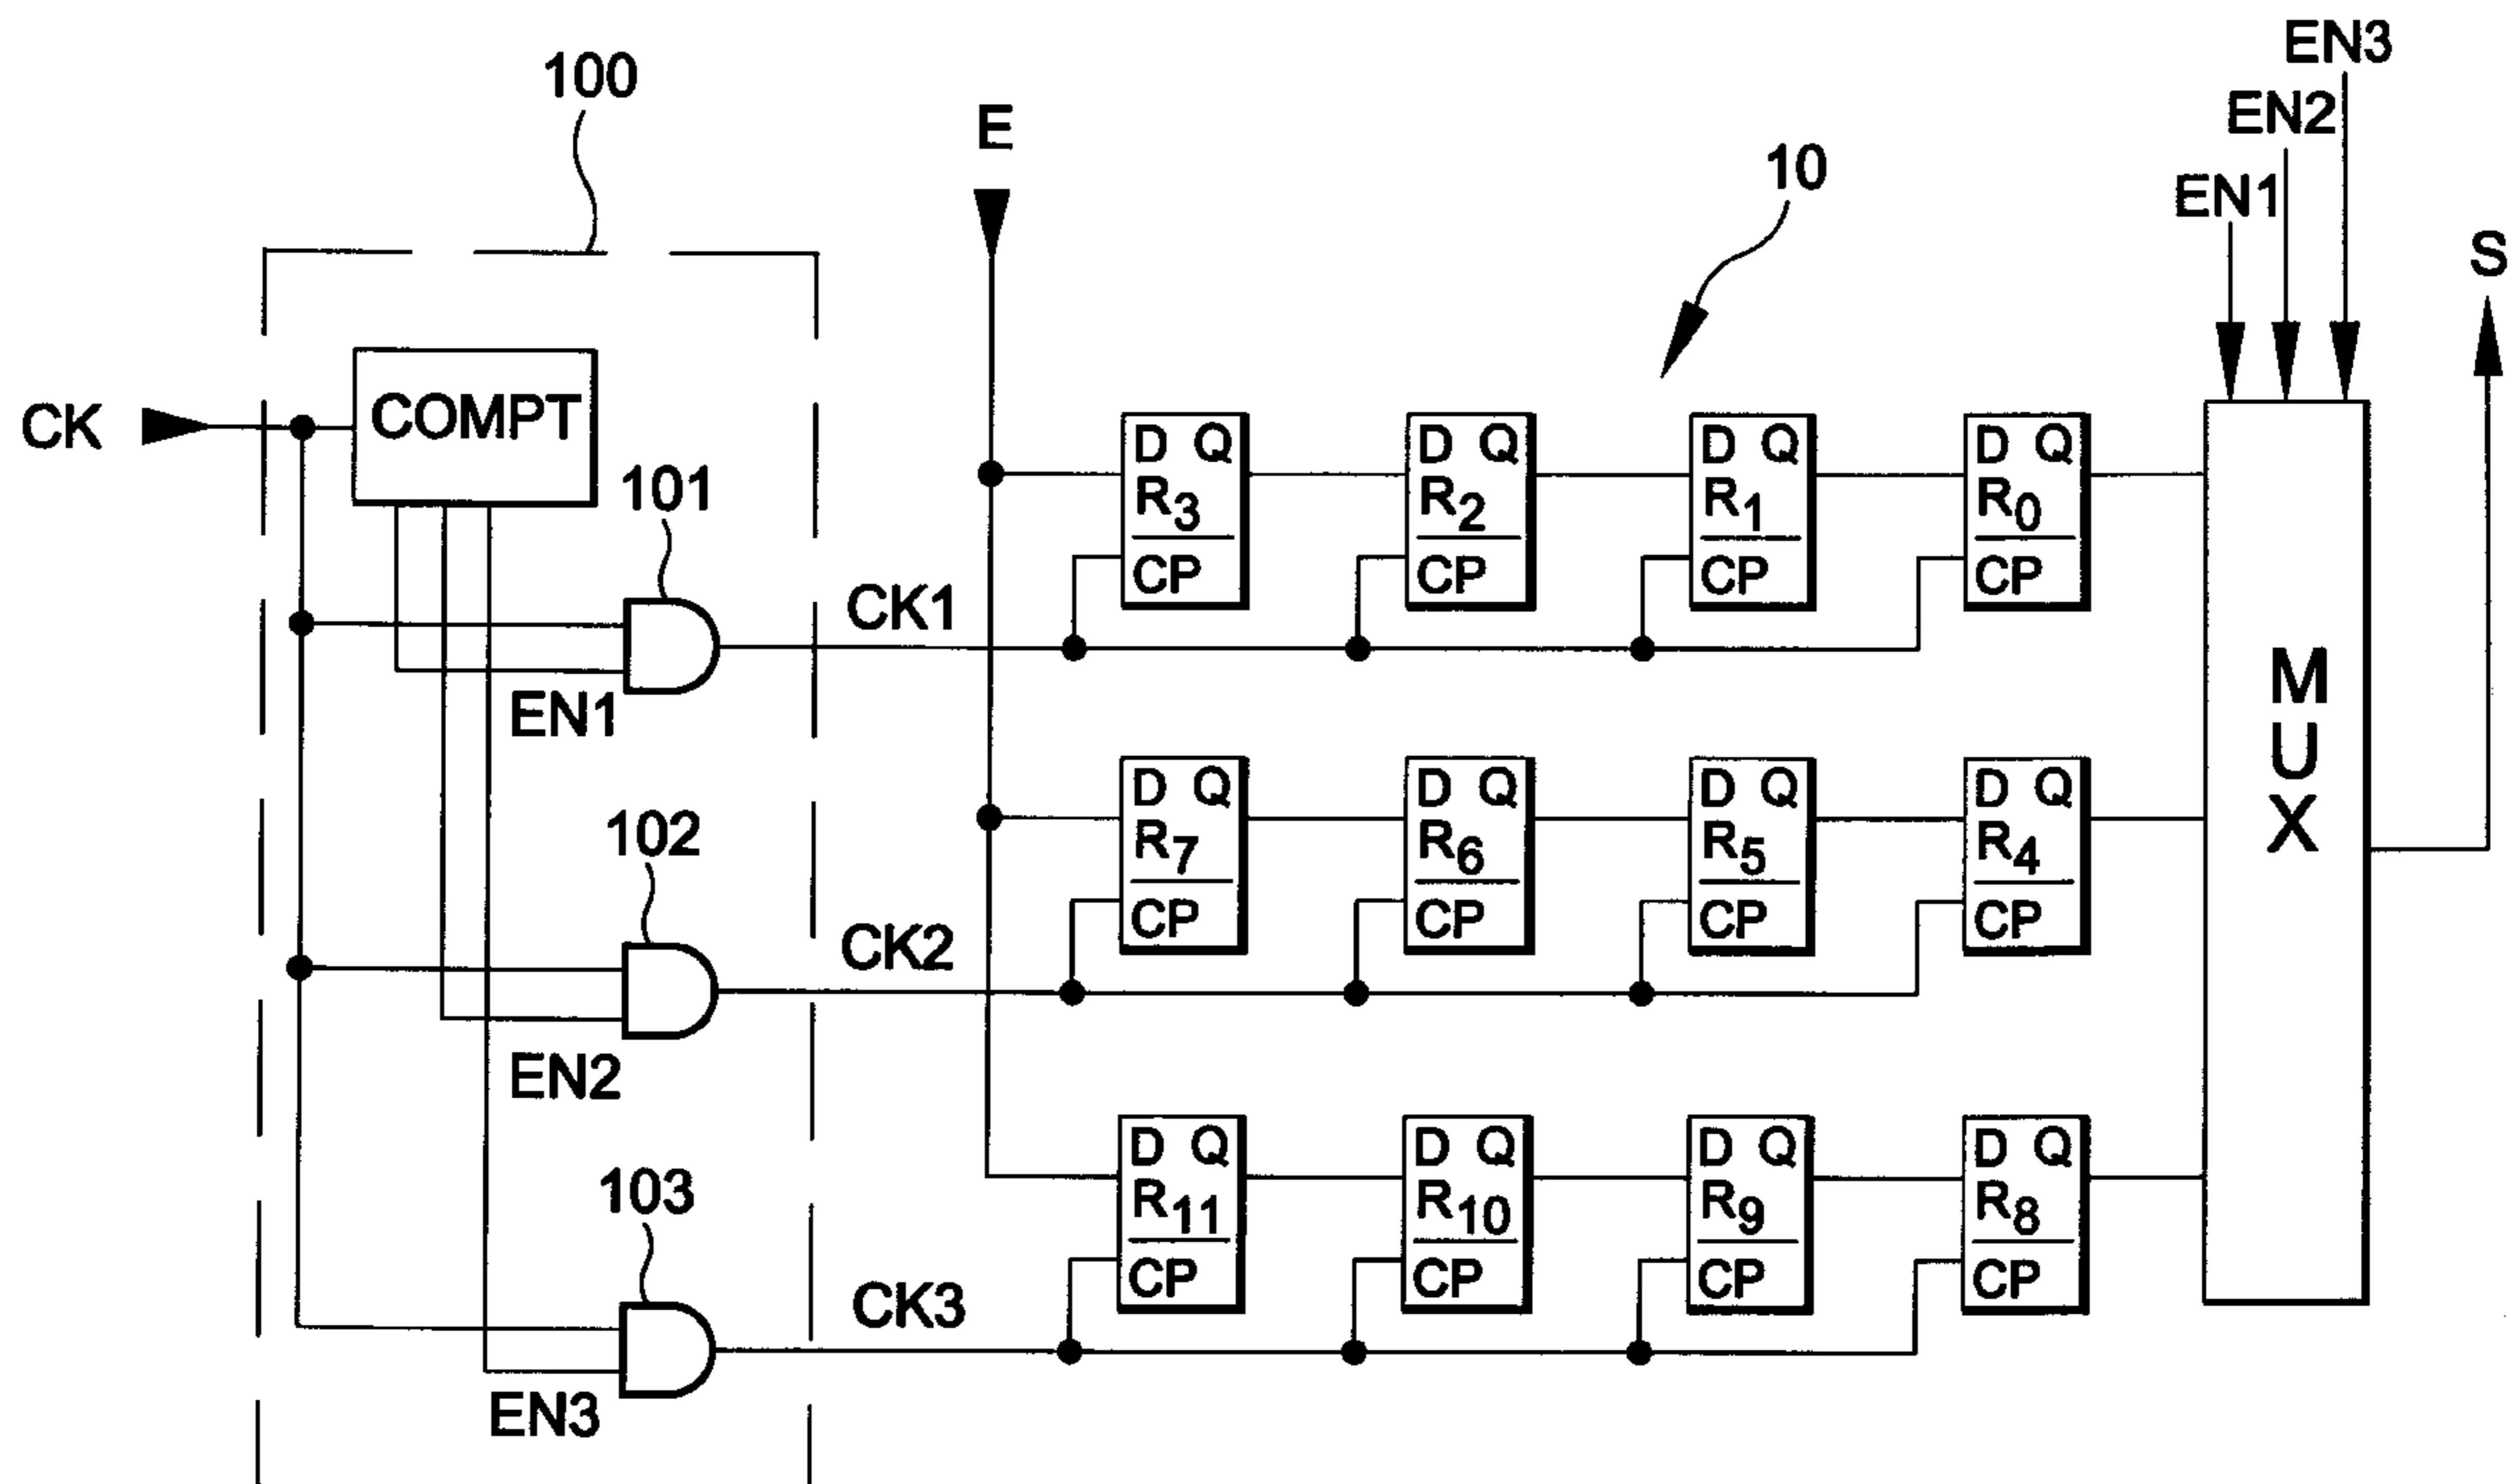 100
E
10
EN3
EN2
EN1
S
CK
COMPT
101
EN1
CK1
D Q
R3
CP
D Q
R2
CP
D Q
R1
CP
D Q
R0
CP
MUX
102
EN2
CK2
D Q
R7
CP
D Q
R6
CP
D Q
R5
CP
D Q
R4
CP
103
EN3
CK3
D Q
R11
CP
D Q
R10
CP
D Q
R9
CP
D Q
R8
CP